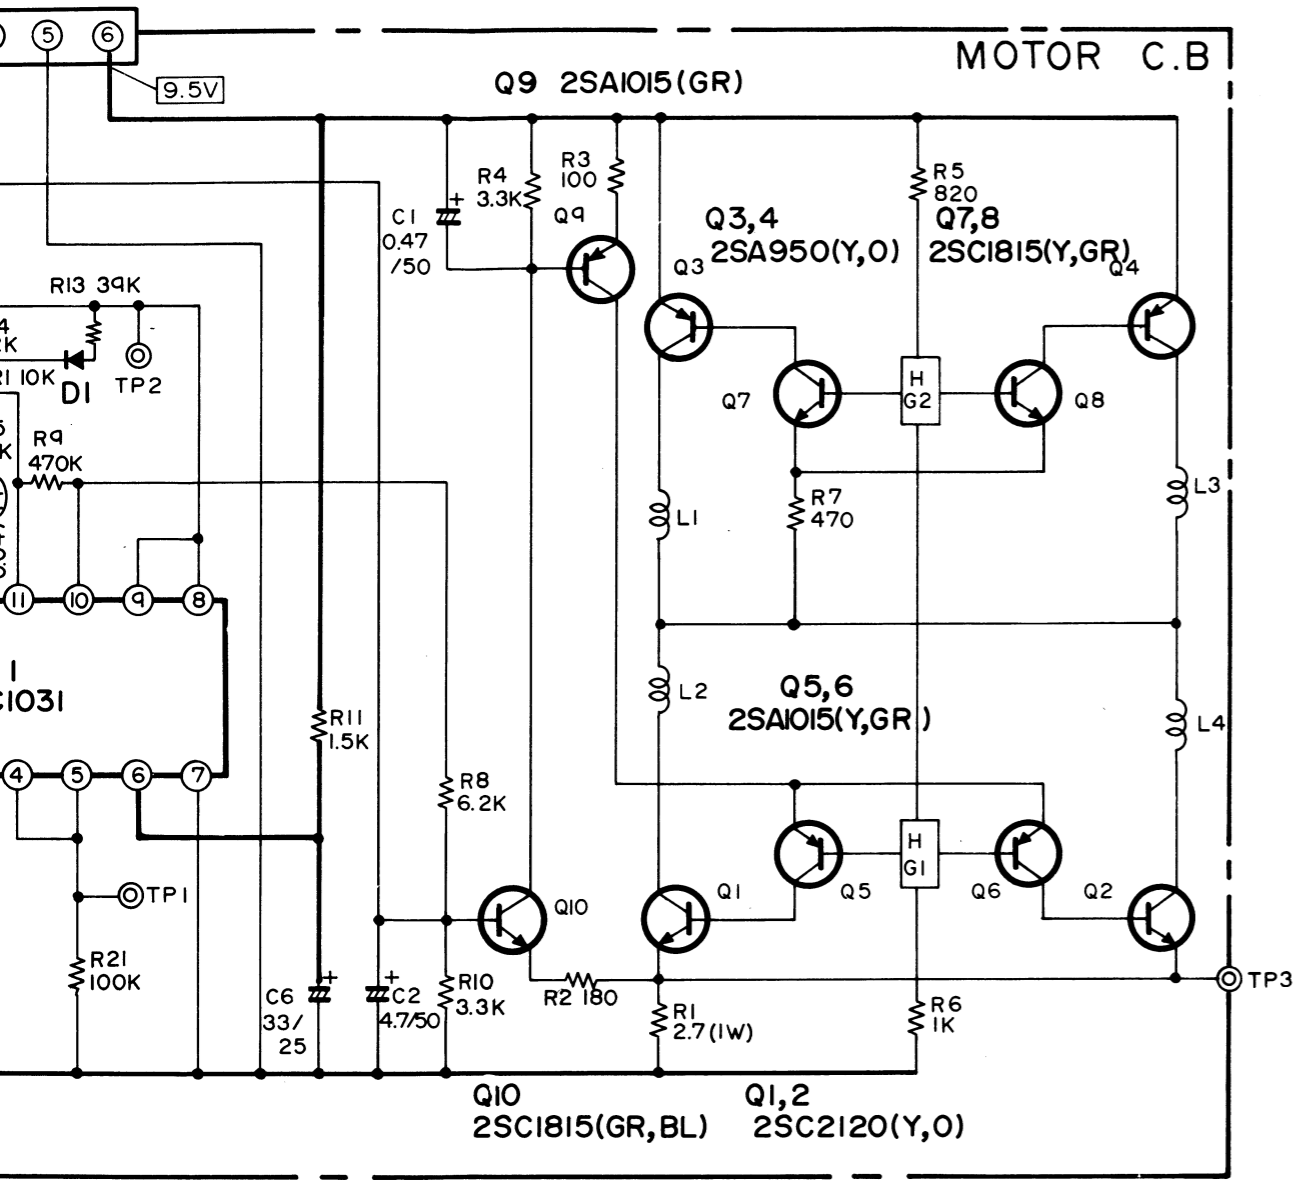 5 6
MOTOR C.B
9.5V
Q9 2SA1015(GR)
R3
100
R4
3.3K
R5
820
Q9
C1
0.47
/50
+
Q3,4
2SA950(Y,O)
Q7,8
2SC1815(Y,GR)
Q3
Q4
R13 39K
TP2
10K
D1
H
G2
Q7
Q8
R9
470K
L1
R7
470
L3
11 10 9 8
1031
L2
Q5,6
2SA1015(Y,GR)
L4
R11
1.5K
4 5 6 7
R8
6.2K
H
G1
TP1
Q10
Q1
Q5
Q6
Q2
R21
100K
C6
33/
25
+
C2
4.7/50
+
R10
3.3K
R2 180
R1
2.7(1W)
R6
1K
TP3
Q10
2SC1815(GR,BL)
Q1,2
2SC2120(Y,O)